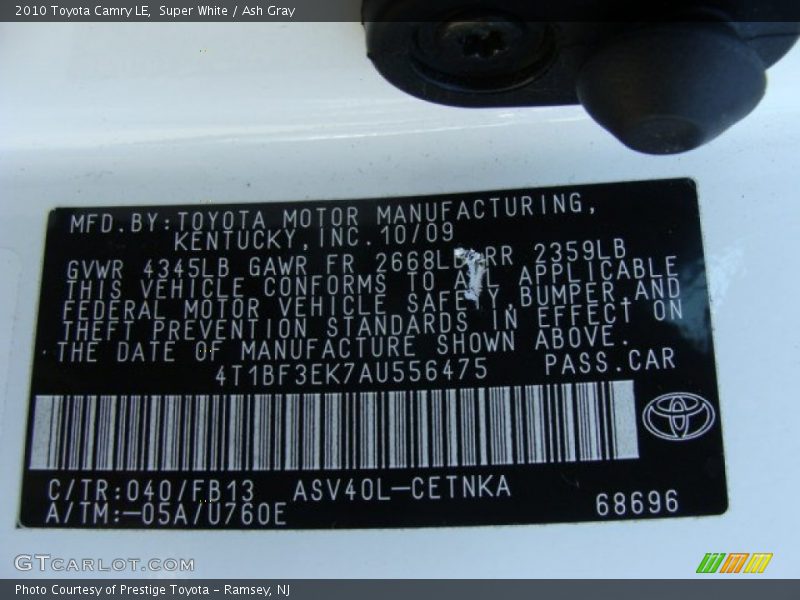 2010 Toyota Camry LE, Super White / Ash Gray
MFD.BY:TOYOTA MOTOR MANUFACTURING,
KENTUCKY,INC.10/09
GVWR 4345LB GAWR FR 2668LB RR 2359LB
THIS VEHICLE CONFORMS TO ALL APPLICABLE
FEDERAL MOTOR VEHICLE SAFETY,BUMPER,AND
THEFT PREVENTION STANDARDS IN EFFECT ON
THE DATE OF MANUFACTURE SHOWN ABOVE.
4T1BF3EK7AU556475 PASS.CAR
C/TR:040/FB13 ASV40L-CETNKA
A/TM:-05A/U760E 68696
GTCARLOT.COM
Photo Courtesy of Prestige Toyota - Ramsey, NJ